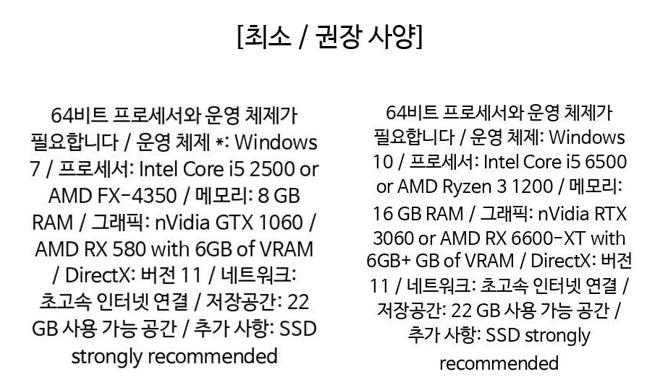 [최소 / 권장 사양]
64비트 프로세서와 운영 체제가
필요합니다 / 운영 체제 *: Windows
7 / 프로세서: Intel Core i5 2500 or
AMD FX-4350 / 메모리: 8 GB
RAM / 그래픽: nVidia GTX 1060 /
AMD RX 580 with 6GB of VRAM
/ DirectX: 버전 11 / 네트워크:
초고속 인터넷 연결 / 저장공간: 22
GB 사용 가능 공간 / 추가 사항: SSD
strongly recommended
64비트 프로세서와 운영 체제가
필요합니다 / 운영 체제: Windows
10 / 프로세서: Intel Core i5 6500
or AMD Ryzen 3 1200 / 메모리:
16 GB RAM / 그래픽: nVidia RTX
3060 or AMD RX 6600-XT with
6GB+ GB of VRAM / DirectX: 버전
11 / 네트워크: 초고속 인터넷 연결 /
저장공간: 22 GB 사용 가능 공간 /
추가 사항: SSD strongly
recommended